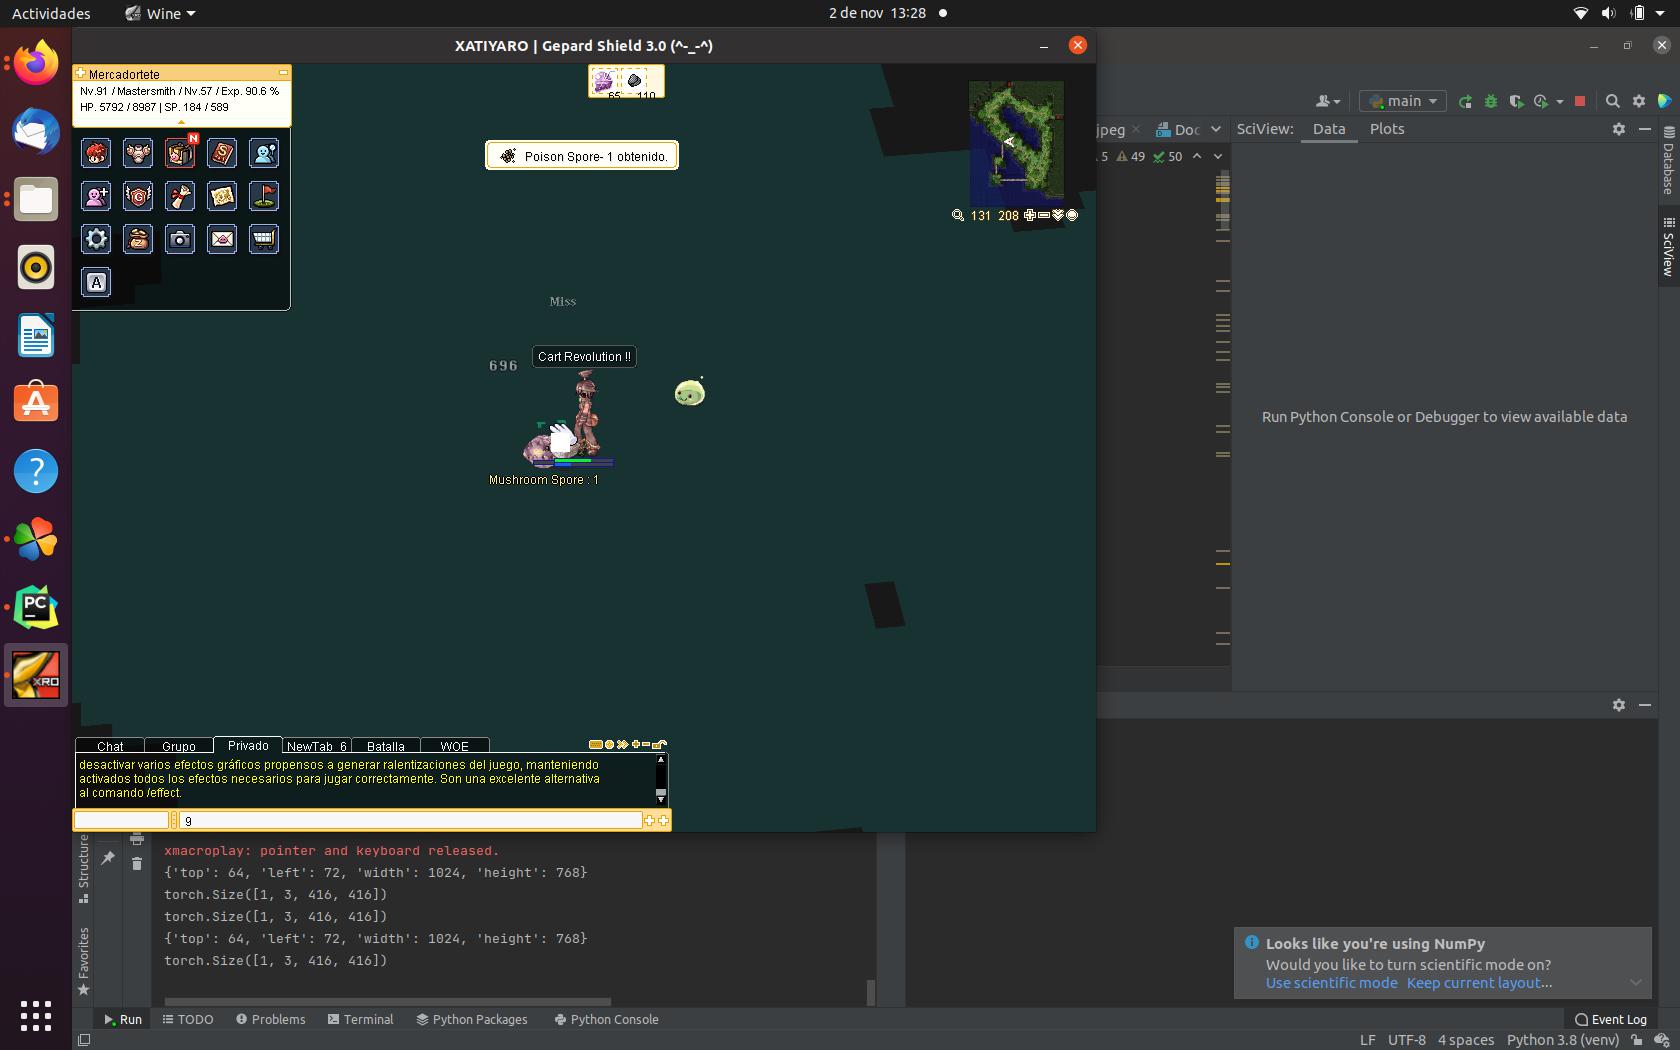 Actividades
Wine
2 de nov 13:28
XATIYARO | Gepard Shield 3.0 (^-_-^)
Mercadortete
Nv.91 / Mastersmith / Nv.57 / Exp. 90.6 %
HP. 5792 / 8987 | SP. 184 / 589
N
A
65
110
Poison Spore- 1 obtenido.
131 208
Miss
696
Cart Revolution !!
Mushroom Spore : 1
Chat
Grupo
Privado
NewTab_6
Batalla
WOE
desactivar varios efectos gráficos propensos a generar ralentizaciones del juego, manteniendo
activados todos los efectos necesarios para jugar correctamente. Son una excelente alternativa
al comando /effect.
9
main
jpeg
Doc
SciView:
Data
Plots
5
49
50
Database
SciView
Run Python Console or Debugger to view available data
PC
XRO
Structure
Favorites
xmacroplay: pointer and keyboard released.
{'top': 64, 'left': 72, 'width': 1024, 'height': 768}
torch.Size([1, 3, 416, 416])
torch.Size([1, 3, 416, 416])
{'top': 64, 'left': 72, 'width': 1024, 'height': 768}
torch.Size([1, 3, 416, 416])
Looks like you're using NumPy
Would you like to turn scientific mode on?
Use scientific mode Keep current layout...
Run
TODO
Problems
Terminal
Python Packages
Python Console
Event Log
LF UTF-8 4 spaces Python 3.8 (venv)